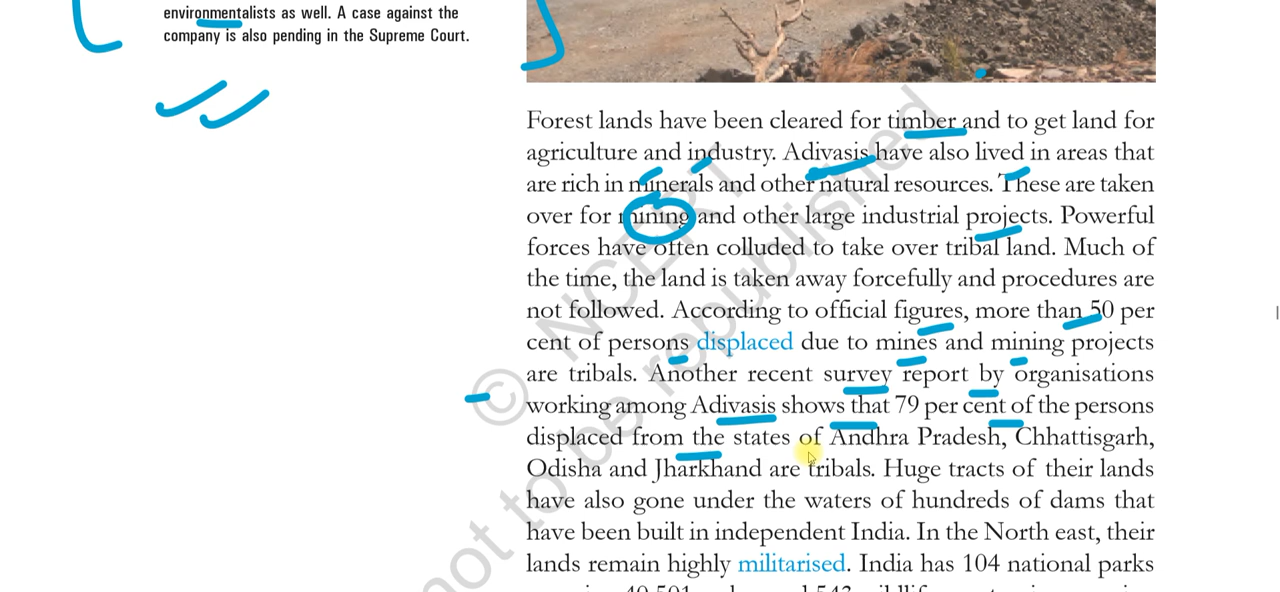 environmentalists as well. A case against the
company is also pending in the Supreme Court.
Forest lands have been cleared for timber and to get land for
agriculture and industry. Adivasis have also lived in areas that
are rich in minerals and other natural resources. These are taken
over for mining and other large industrial projects. Powerful
forces have often colluded to take over tribal land. Much of
the time, the land is taken away forcefully and procedures are
not followed. According to official figures, more than 50 per
cent of persons displaced due to mines and mining projects
are tribals. Another recent survey report by organisations
working among Adivasis shows that 79 per cent of the persons
displaced from the states of Andhra Pradesh, Chhattisgarh,
Odisha and Jharkhand are tribals. Huge tracts of their lands
have also gone under the waters of hundreds of dams that
have been built in independent India. In the North east, their
lands remain highly militarised. India has 104 national parks
© NCERT
not to be republished